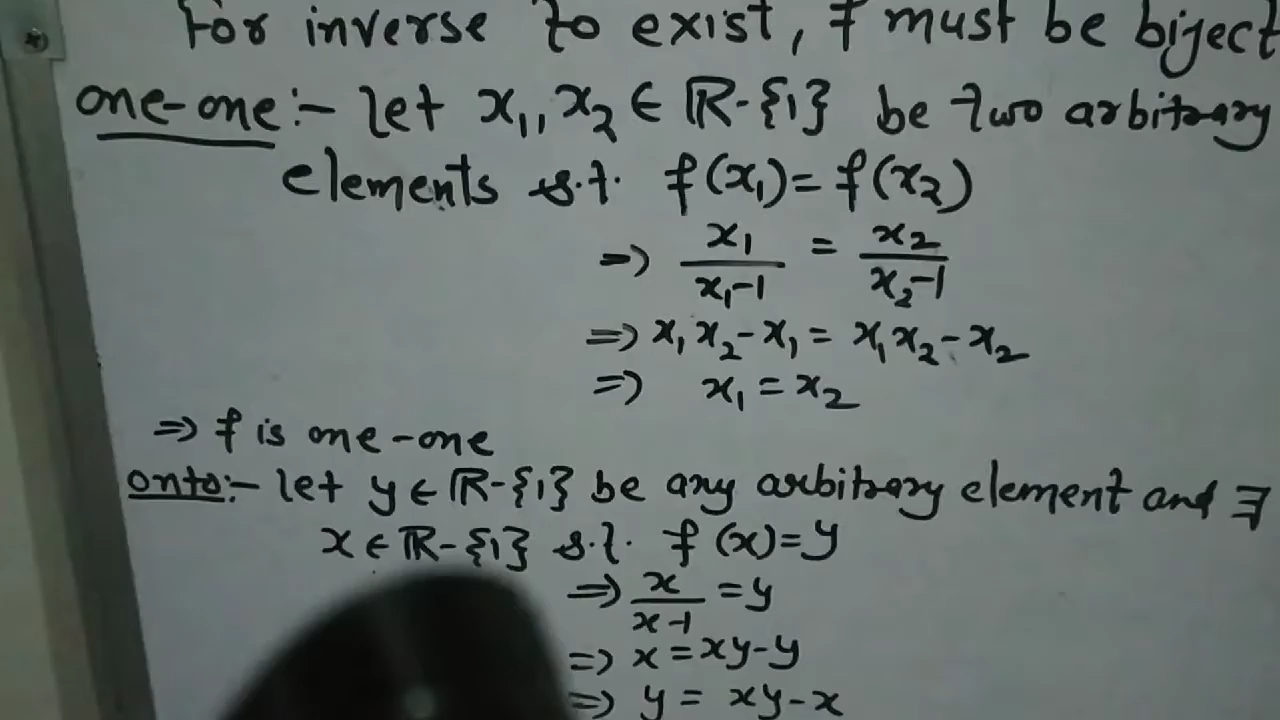 For inverse to exist, f must be biject
one-one:- let x₁, x₂ ∈ ℝ-{1} be two arbitrary
elements s.t. f(x₁) = f(x₂)
⇒ x₁/(x₁-1) = x₂/(x₂-1)
⇒ x₁x₂ - x₁ = x₁x₂ - x₂
⇒ x₁ = x₂
⇒ f is one-one
onto:- let y ∈ ℝ-{1} be any arbitrary element and ∃
x ∈ ℝ-{1} s.t. f(x) = y
⇒ x/(x-1) = y
⇒ x = xy - y
⇒ y = xy - x